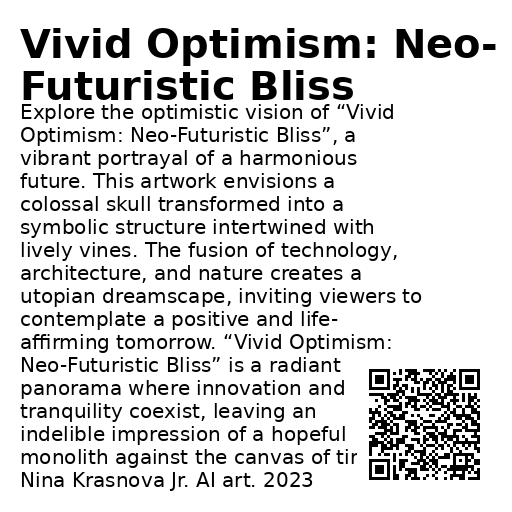 Vivid Optimism: Neo-
Futuristic Bliss
Explore the optimistic vision of “Vivid
Optimism: Neo-Futuristic Bliss”, a
vibrant portrayal of a harmonious
future. This artwork envisions a
colossal skull transformed into a
symbolic structure intertwined with
lively vines. The fusion of technology,
architecture, and nature creates a
utopian dreamscape, inviting viewers to
contemplate a positive and life-
affirming tomorrow. “Vivid Optimism:
Neo-Futuristic Bliss” is a radiant
panorama where innovation and
tranquility coexist, leaving an
indelible impression of a hopeful
monolith against the canvas of
Nina Krasnova Jr. AI art. 2023